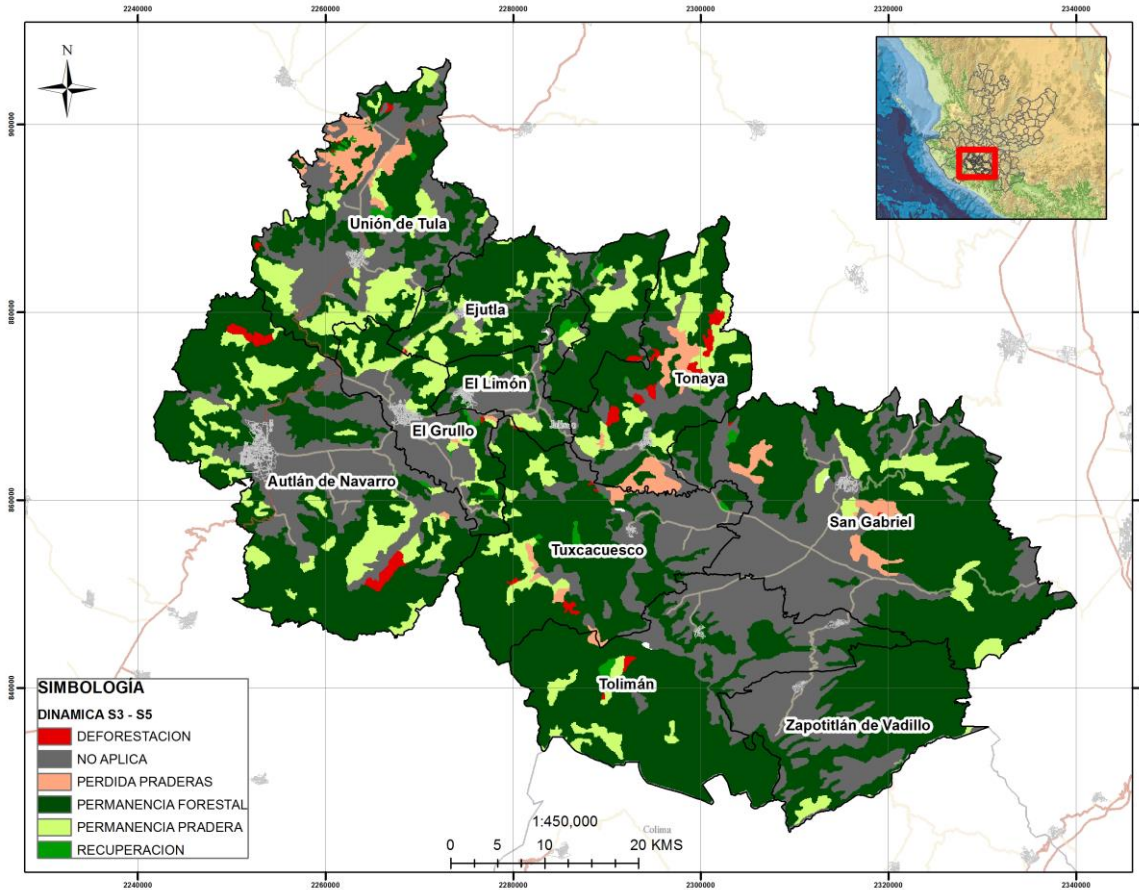 2240000 2260000 2280000 2300000 2320000 2340000
N
900000
880000
860000
840000
Unión de Tula
Ejutla
El Limón
Tonaya
El Grullo
Autlán de Navarro
San Gabriel
Tuxcacuesco
Tolimán
Zapotitlán de Vadillo
Colima
SIMBOLOGÍA
DINAMICA S3 - S5
DEFORESTACION
NO APLICA
PERDIDA PRADERAS
PERMANENCIA FORESTAL
PERMANENCIA PRADERA
RECUPERACION
1:450,000
0 5 10 20 KMS
2240000 2260000 2280000 2300000 2320000 2340000